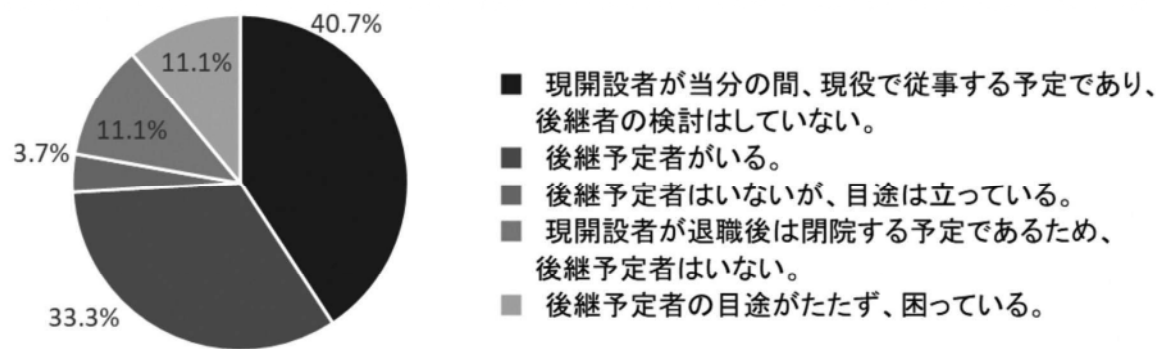 40.7%
11.1%
11.1%
3.7%
33.3%
■ 現開設者が当分の間、現役で従事する予定であり、
後継者の検討はしていない。
■ 後継予定者がいる。
■ 後継予定者はいないが、目途は立っている。
■ 現開設者が退職後は閉院する予定であるため、
後継予定者はいない。
■ 後継予定者の目途がたたず、困っている。